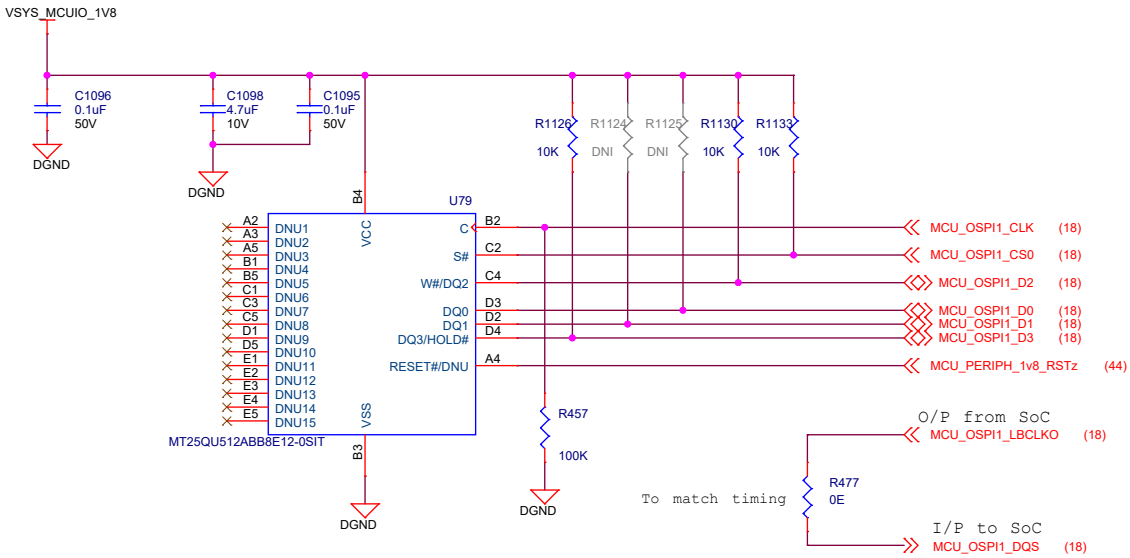 VSYS_MCUIO_1V8
C1096
0.1uF
50V
DGND
C1098
4.7uF
10V
DGND
C1095
0.1uF
50V
R1126
10K
R1124
DNI
R1125
DNI
R1130
10K
R1133
10K
U79
B4
VCC
A2 DNU1
A3 DNU2
A5 DNU3
B1 DNU4
B5 DNU5
C1 DNU6
C3 DNU7
C5 DNU8
D1 DNU9
D5 DNU10
E1 DNU11
E2 DNU12
E3 DNU13
E4 DNU14
E5 DNU15
C B2 MCU_OSPI1_CLK (18)
S# C2 MCU_OSPI1_CS0 (18)
W#/DQ2 C4 MCU_OSPI1_D2 (18)
DQ0 D3 MCU_OSPI1_D0 (18)
DQ1 D2 MCU_OSPI1_D1 (18)
DQ3/HOLD# D4 MCU_OSPI1_D3 (18)
RESET#/DNU A4 MCU_PERIPH_1v8_RSTz (44)
VSS
B3
MT25QU512ABB8E12-0SIT
DGND
R457
100K
DGND
O/P from SoC
MCU_OSPI1_LBCLKO (18)
R477
0E
To match timing
I/P to SoC
MCU_OSPI1_DQS (18)